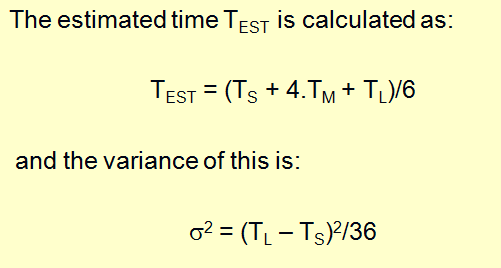 The estimated time TEST is calculated as:
TEST = (TS + 4.TM + TL)/6
and the variance of this is:
σ² = (TL – TS)²/36